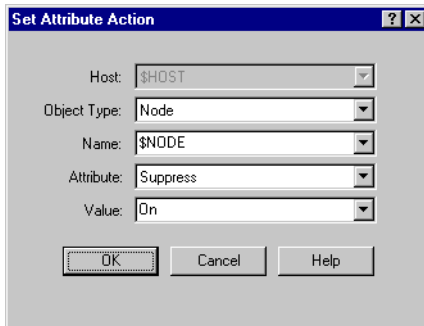 Set Attribute Action
Host: $HOST
Object Type: Node
Name: $NODE
Attribute: Suppress
Value: On
OK Cancel Help